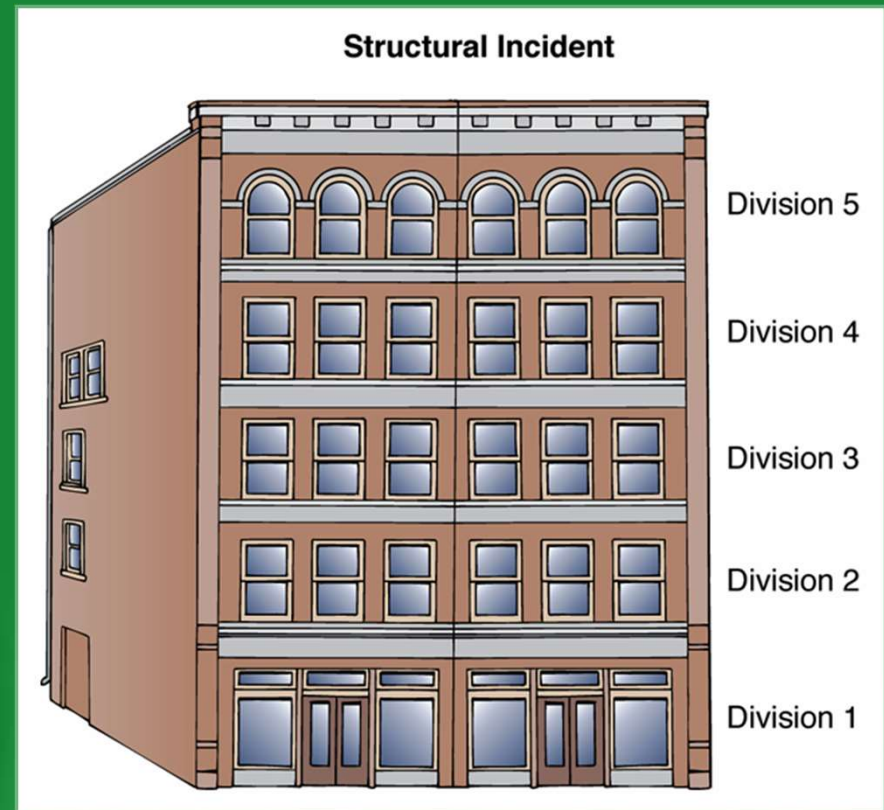 Structural Incident
Division 5
Division 4
Division 3
Division 2
Division 1